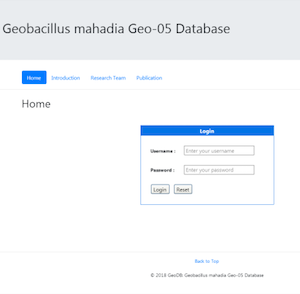 Geobacillus mahadia Geo-05 Database
Home Introduction Research Team Publication
Home
Login
Username : Enter your username
Password : Enter your password
Login Reset
Back to Top
© 2018 GeoDB: Geobacillus mahadia Geo-05 Database